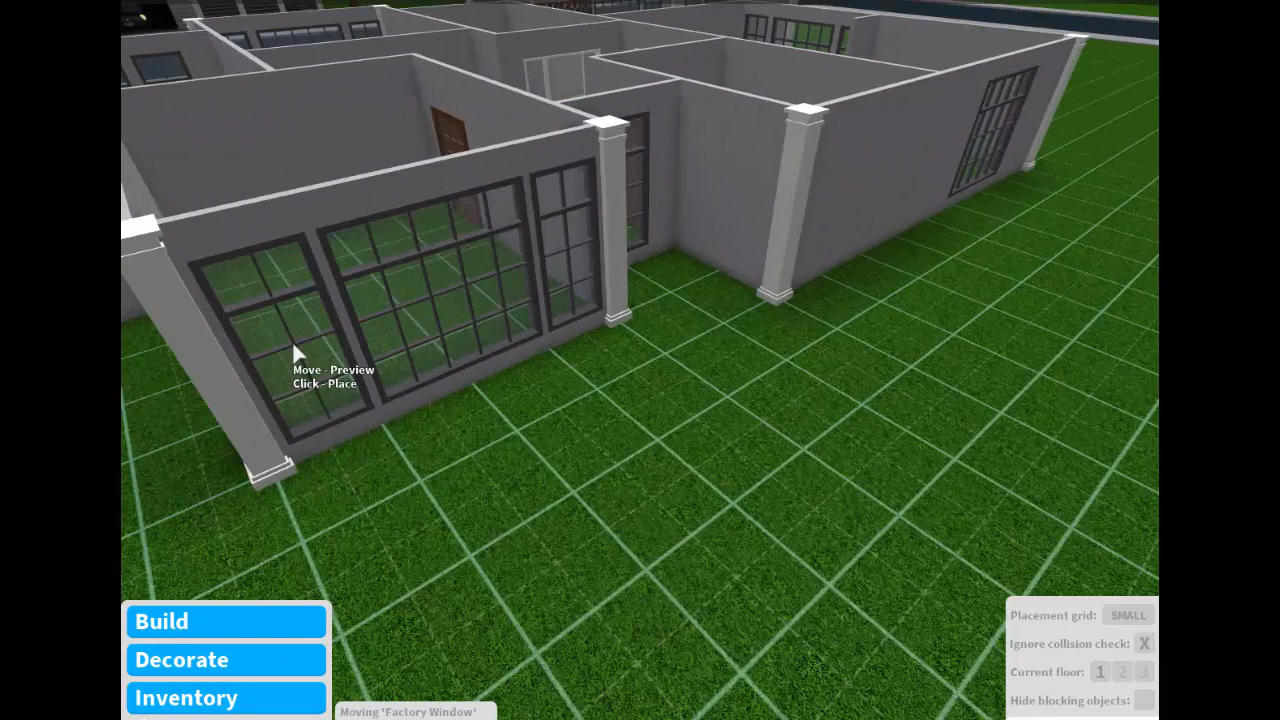 Move - Preview
Click - Place
Build
Decorate
Inventory
Moving 'Factory Window'
Placement grid: SMALL
Ignore collision check: X
Current floor: 1 2 3
Hide blocking objects: